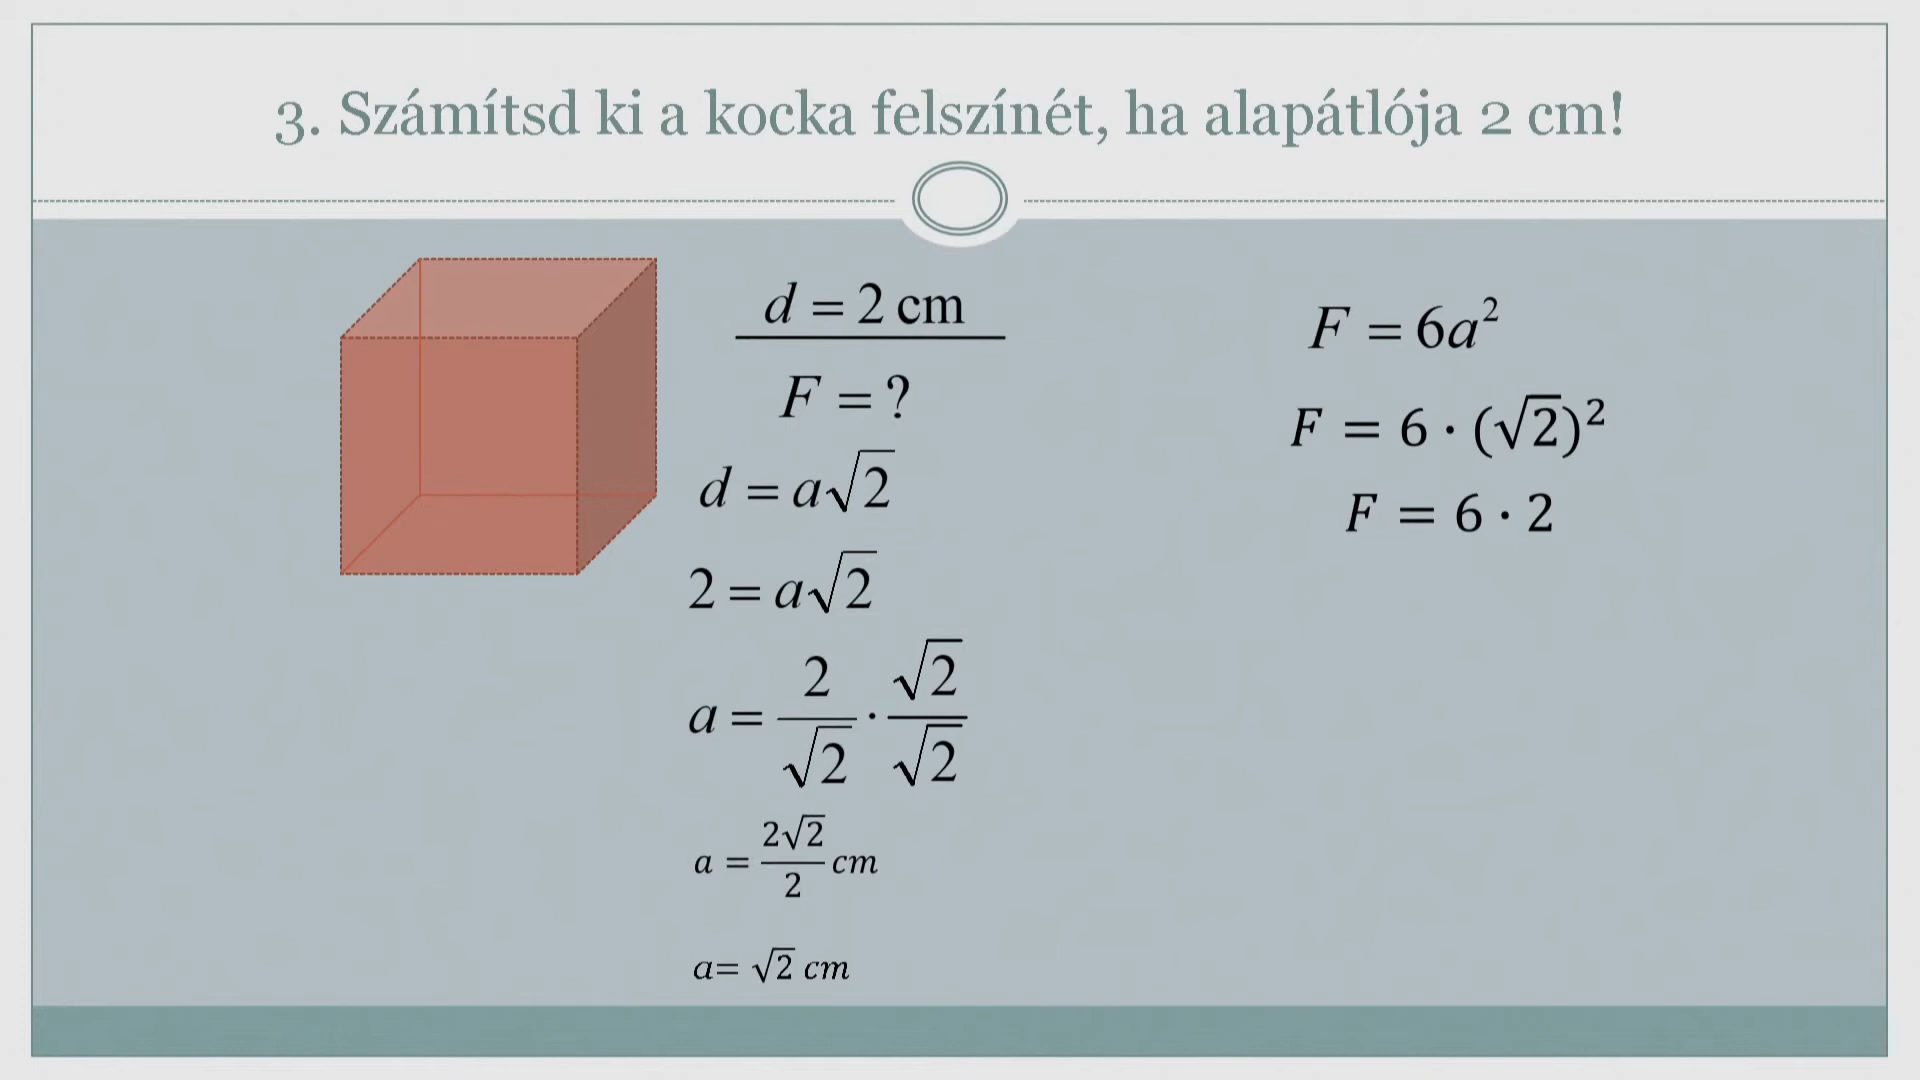 3. Számítsd ki a kocka felszínét, ha alapátlója 2 cm!
d = 2 cm
F = ?
d = a√2
2 = a√2
a = 2/√2 · √2/√2
a = 2√2/2 cm
a= √2 cm
F = 6a²
F = 6 · (√2)²
F = 6 · 2